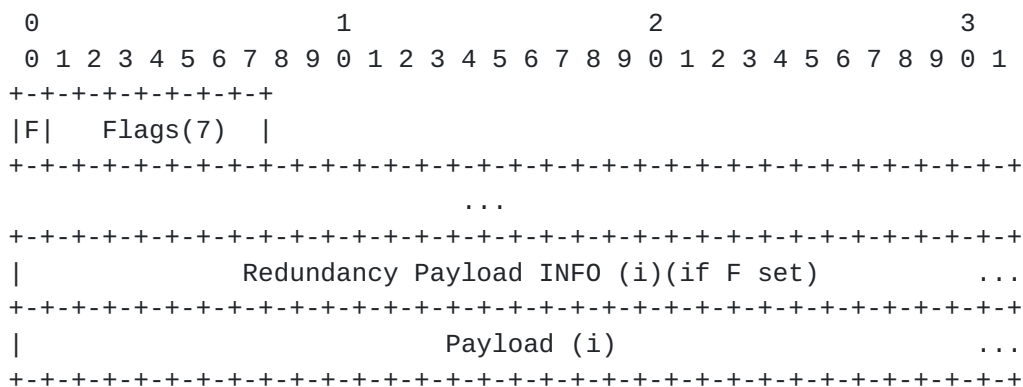 0 1 2 3
0 1 2 3 4 5 6 7 8 9 0 1 2 3 4 5 6 7 8 9 0 1 2 3 4 5 6 7 8 9 0 1
+-+-+-+-+-+-+-+-+
|F| Flags(7) |
+-+-+-+-+-+-+-+-+-+-+-+-+-+-+-+-+-+-+-+-+-+-+-+-+-+-+-+-+-+-+-+-+
...
+-+-+-+-+-+-+-+-+-+-+-+-+-+-+-+-+-+-+-+-+-+-+-+-+-+-+-+-+-+-+-+-+
| Redundancy Payload INFO (i)(if F set) ...
+-+-+-+-+-+-+-+-+-+-+-+-+-+-+-+-+-+-+-+-+-+-+-+-+-+-+-+-+-+-+-+-+
| Payload (i) ...
+-+-+-+-+-+-+-+-+-+-+-+-+-+-+-+-+-+-+-+-+-+-+-+-+-+-+-+-+-+-+-+-+